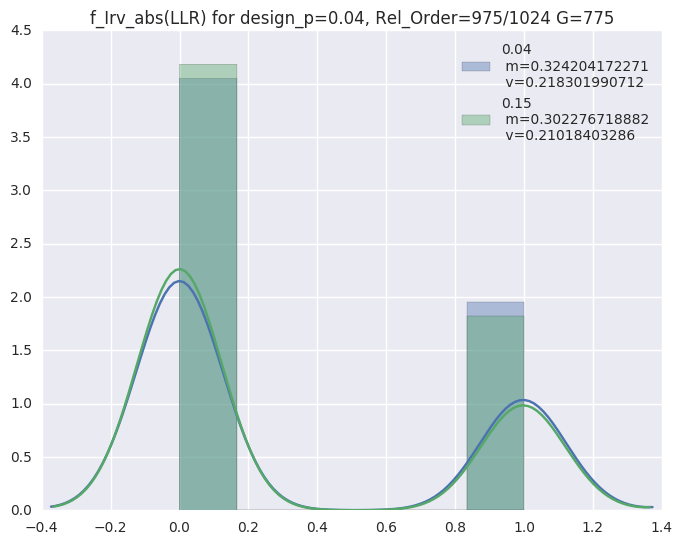 f_Irv_abs(LLR) for design_p=0.04, Rel_Order=975/1024 G=775
4.5
4.0
3.5
3.0
2.5
2.0
1.5
1.0
0.5
0.0
0.04
m=0.324204172271
v=0.218301990712
0.15
m=0.302276718882
v=0.21018403286
−0.4 −0.2 0.0 0.2 0.4 0.6 0.8 1.0 1.2 1.4